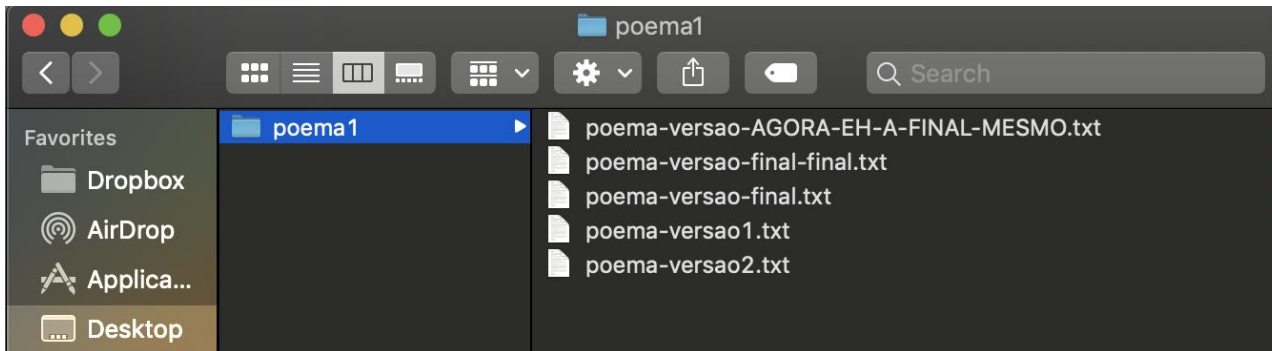 poema1
Search
Favorites
Dropbox
AirDrop
Applica...
Desktop
poema1
poema-versao-AGORA-EH-A-FINAL-MESMO.txt
poema-versao-final-final.txt
poema-versao-final.txt
poema-versao1.txt
poema-versao2.txt